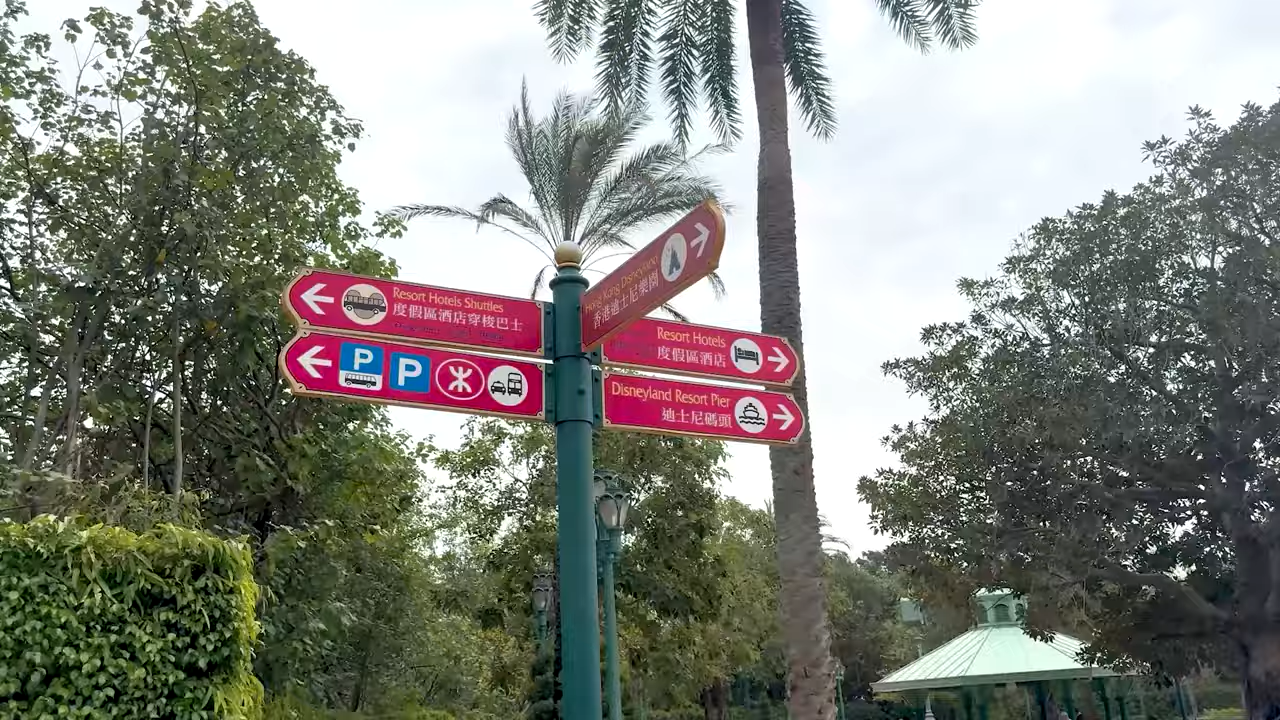 Resort Hotels Shuttles
度假區酒店穿梭巴士
P
P
Hong Kong Disneyland
香港迪士尼樂園
Resort Hotels
度假區酒店
Disneyland Resort Pier
迪士尼碼頭